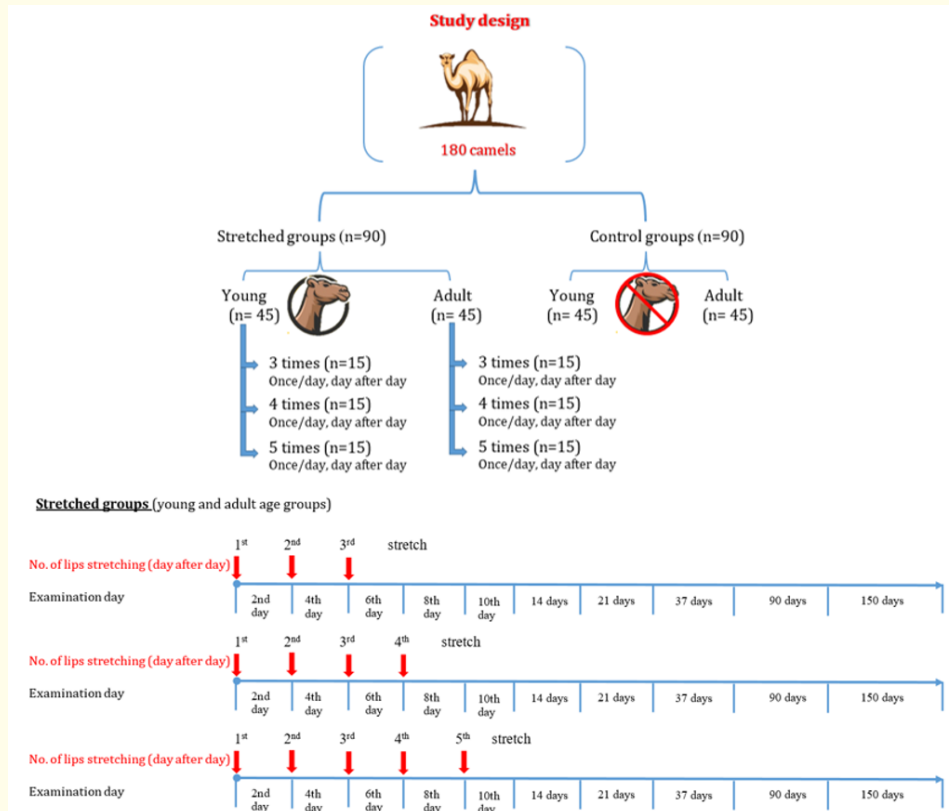 Study design
180 camels
Stretched groups (n=90)
Control groups (n=90)
Young
(n= 45)
Adult
(n= 45)
Young
(n= 45)
Adult
(n= 45)
3 times (n=15)
Once/day, day after day
4 times (n=15)
Once/day, day after day
5 times (n=15)
Once/day, day after day
3 times (n=15)
Once/day, day after day
4 times (n=15)
Once/day, day after day
5 times (n=15)
Once/day, day after day
Stretched groups (young and adult age groups)
1st 2nd 3rd stretch
No. of lips stretching (day after day)
Examination day 2nd day 4th day 6th day 8th day 10th day 14 days 21 days 37 days 90 days 150 days
1st 2nd 3rd 4th stretch
No. of lips stretching (day after day)
Examination day 2nd day 4th day 6th day 8th day 10th day 14 days 21 days 37 days 90 days 150 days
1st 2nd 3rd 4th 5th stretch
No. of lips stretching (day after day)
Examination day 2nd day 4th day 6th day 8th day 10th day 14 days 21 days 37 days 90 days 150 days